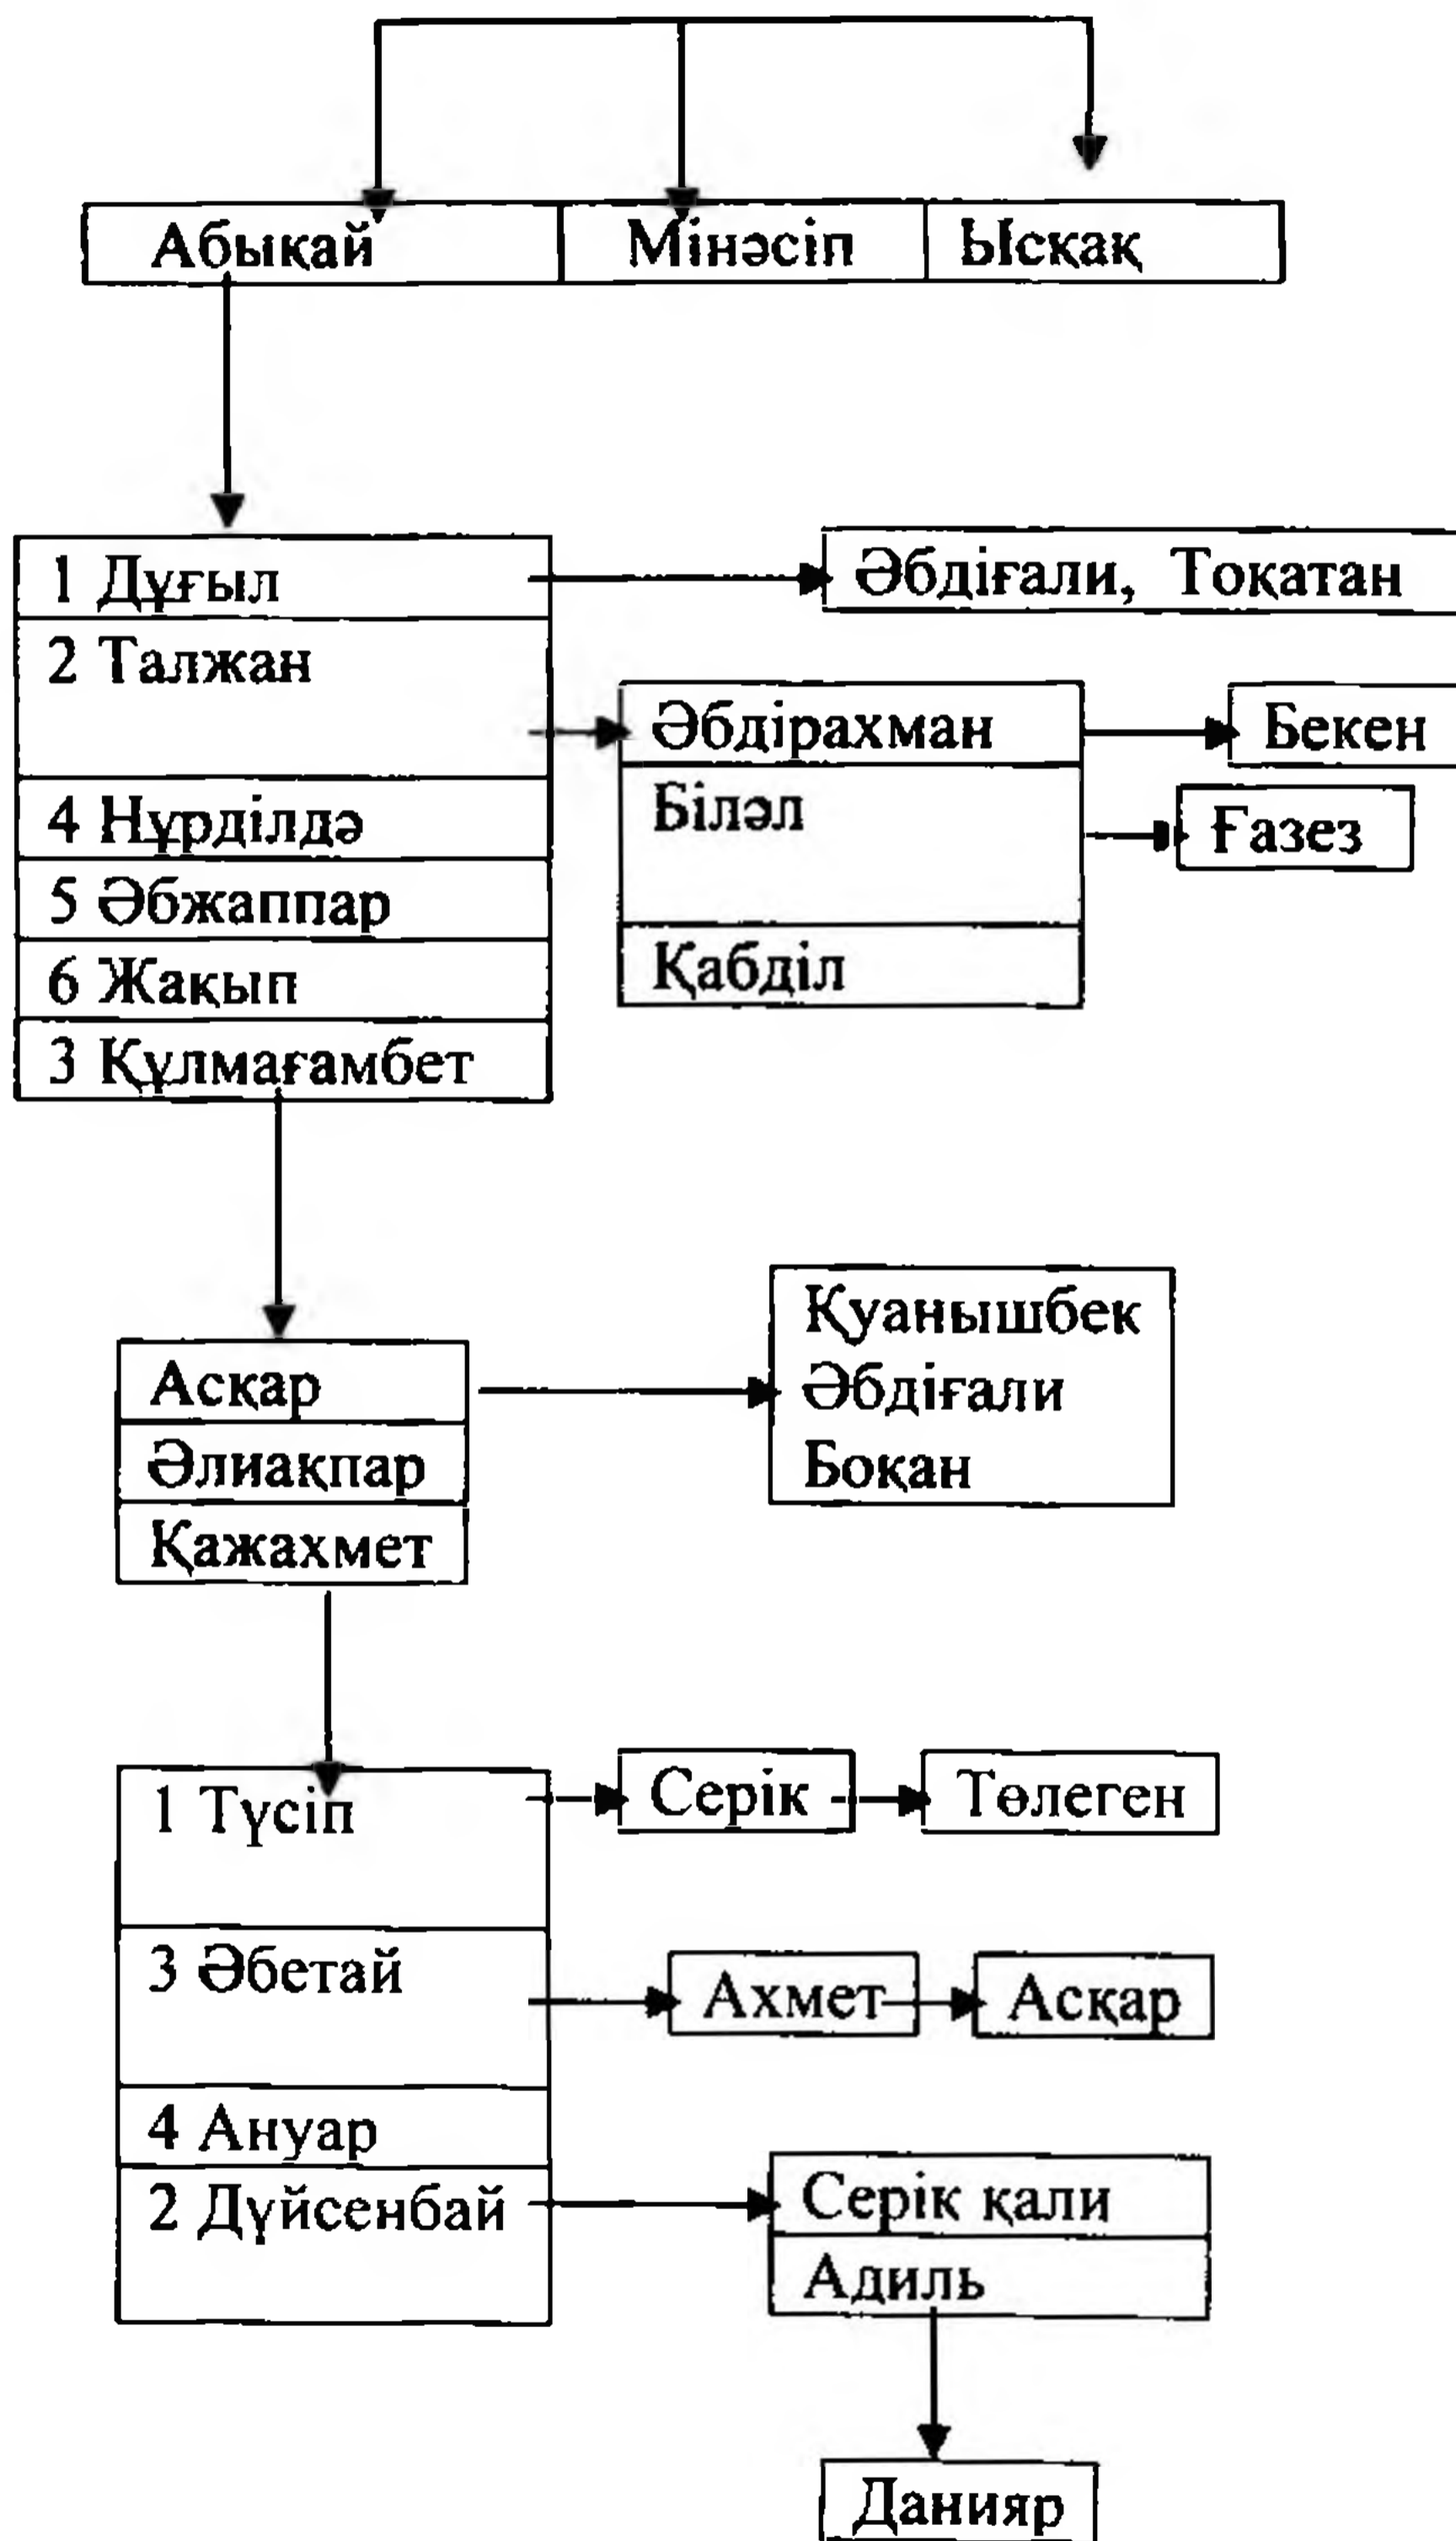 Абықай Мінәсіп Ысқақ
1 Дұғыл
Әбдіғали, Тоқатан
2 Талжан
Әбдірахман
Бекен
Біләл
Ғазез
4 Нұрділдә
5 Әбжаппар
Қабділ
6 Жақып
3 Құлмағамбет
Қуанышбек
Асқар
Әбдіғали
Әлиақпар
Боқан
Қажахмет
1 Түсіп
Серік
Төлеген
3 Әбетай
Ахмет
Асқар
4 Ануар
2 Дүйсенбай
Серік қали
Адиль
Данияр